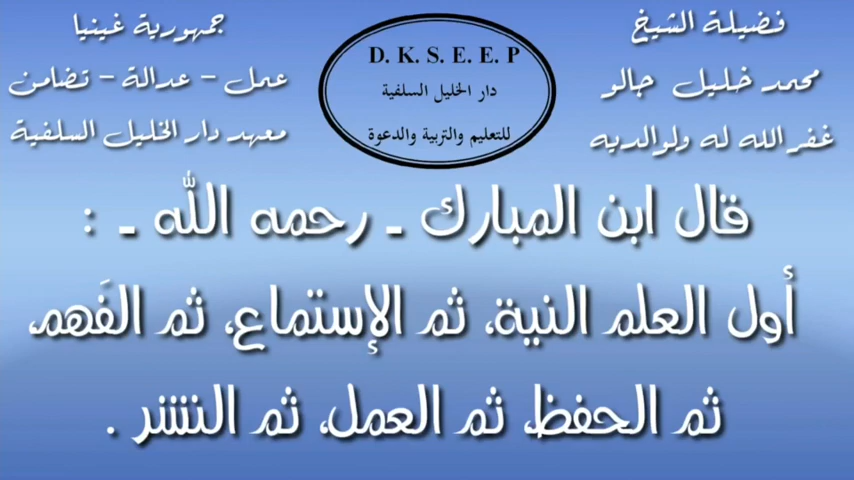 فضيلة الشيخ
محمد خليل جالو
غفر الله له ولوالديه
D. K. S. E. E. P
دار الخليل السلفية
للتعليم والتربية والدعوة
جمهورية غينيا
عمل - عدالة - تضامن
معهد دار الخليل السلفية
قال ابن المبارك ـ رحمه الله ـ :
أول العلم النية، ثم الإستماع، ثم الفَهم،
ثم الحفظ، ثم العمل، ثم النشر .